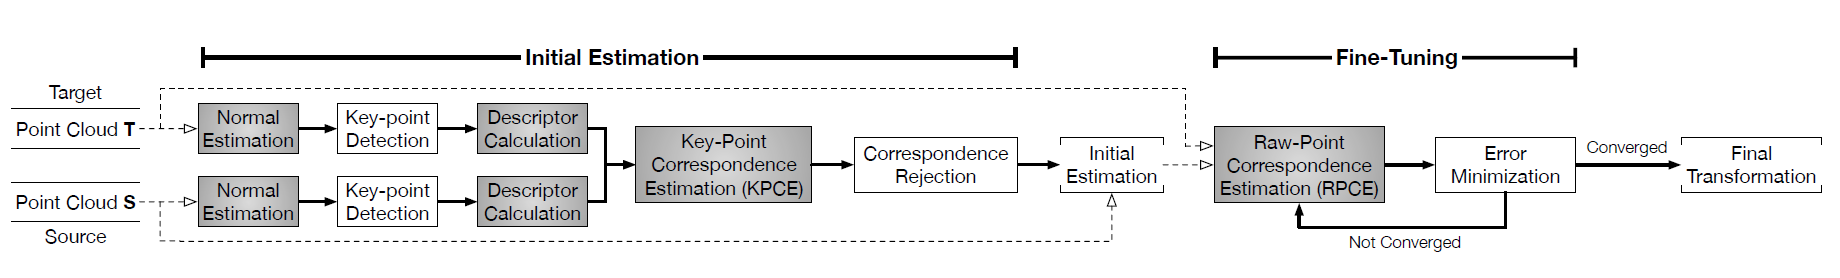 Initial Estimation
Fine-Tuning
Target
Point Cloud T
Normal
Estimation
Key-point
Detection
Descriptor
Calculation
Key-Point
Correspondence
Estimation (KPCE)
Correspondence
Rejection
Initial
Estimation
Raw-Point
Correspondence
Estimation (RPCE)
Error
Minimization
Converged
Final
Transformation
Point Cloud S
Source
Normal
Estimation
Key-point
Detection
Descriptor
Calculation
Not Converged